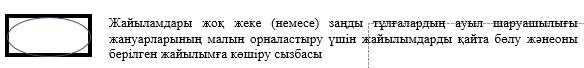 Жайыламдары жоқ жеке (немесе) заңды тұлғалардың ауыл шаруашылығы
жануарларының малын орналастыру үшін жайылымдарды қайта бөлу жәнеоны
берілген жайылымға көшіру сызбасы